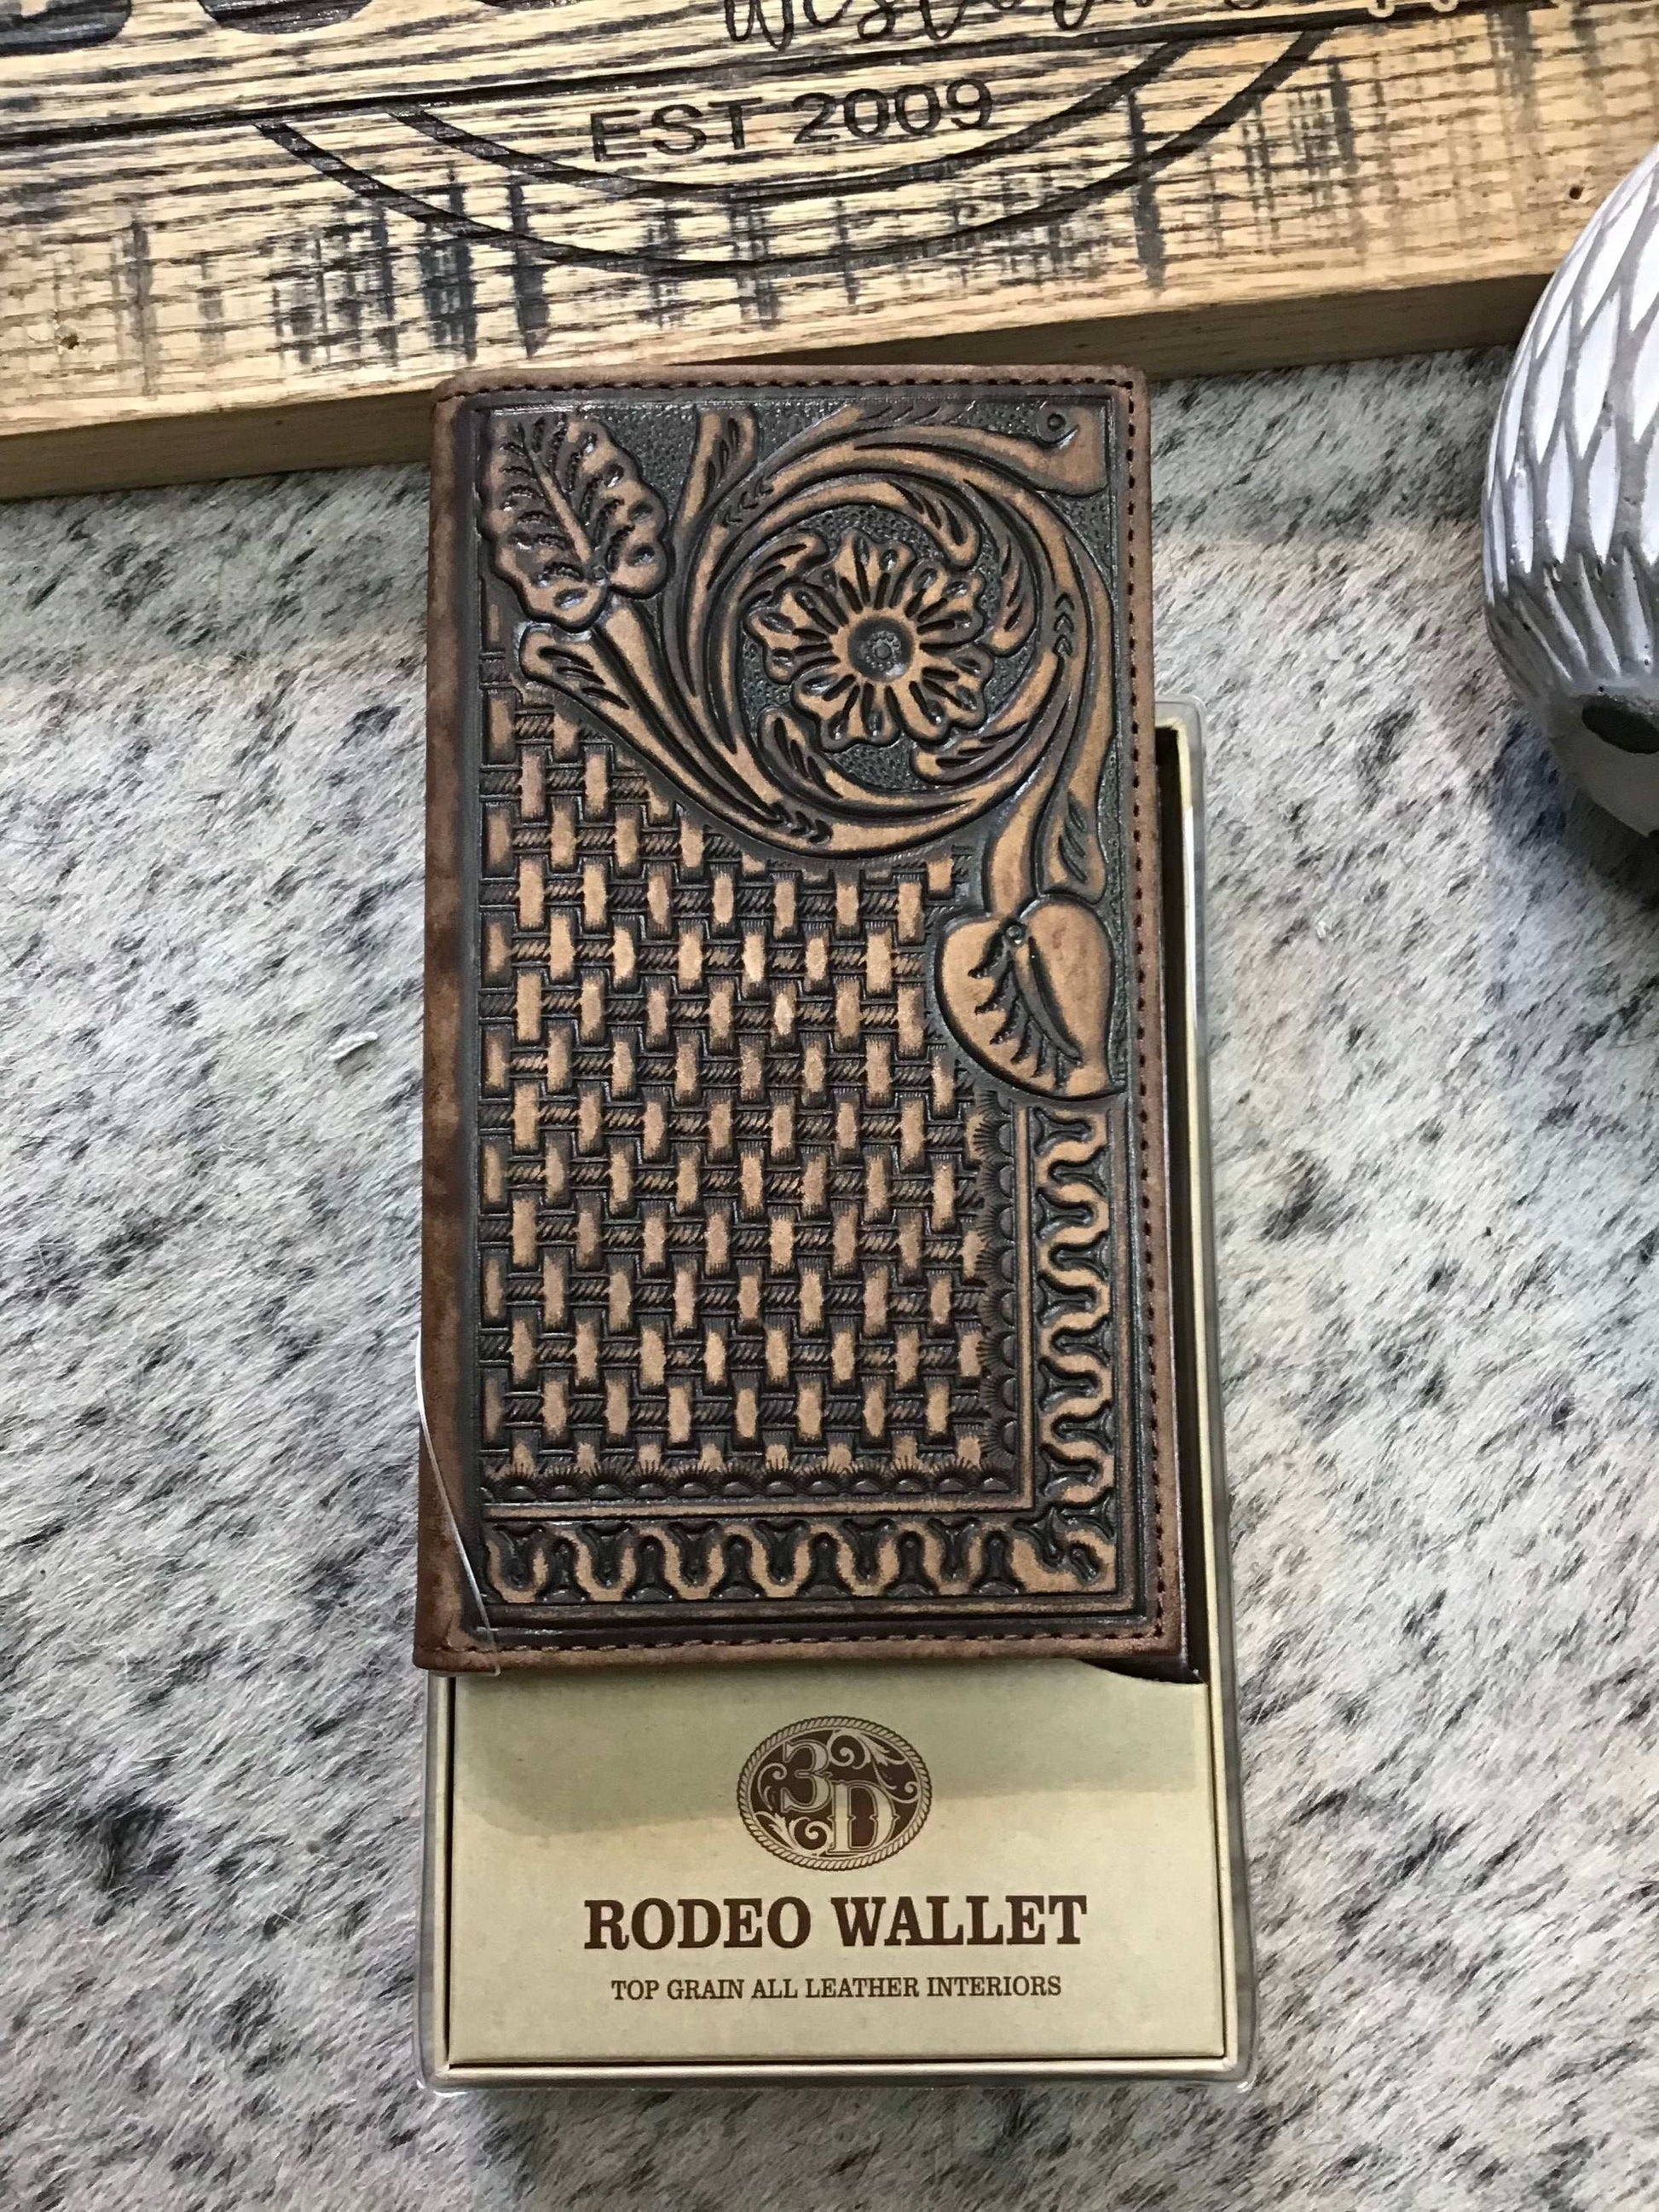 EST 2009
3D
RODEO WALLET
TOP GRAIN ALL LEATHER INTERIORS